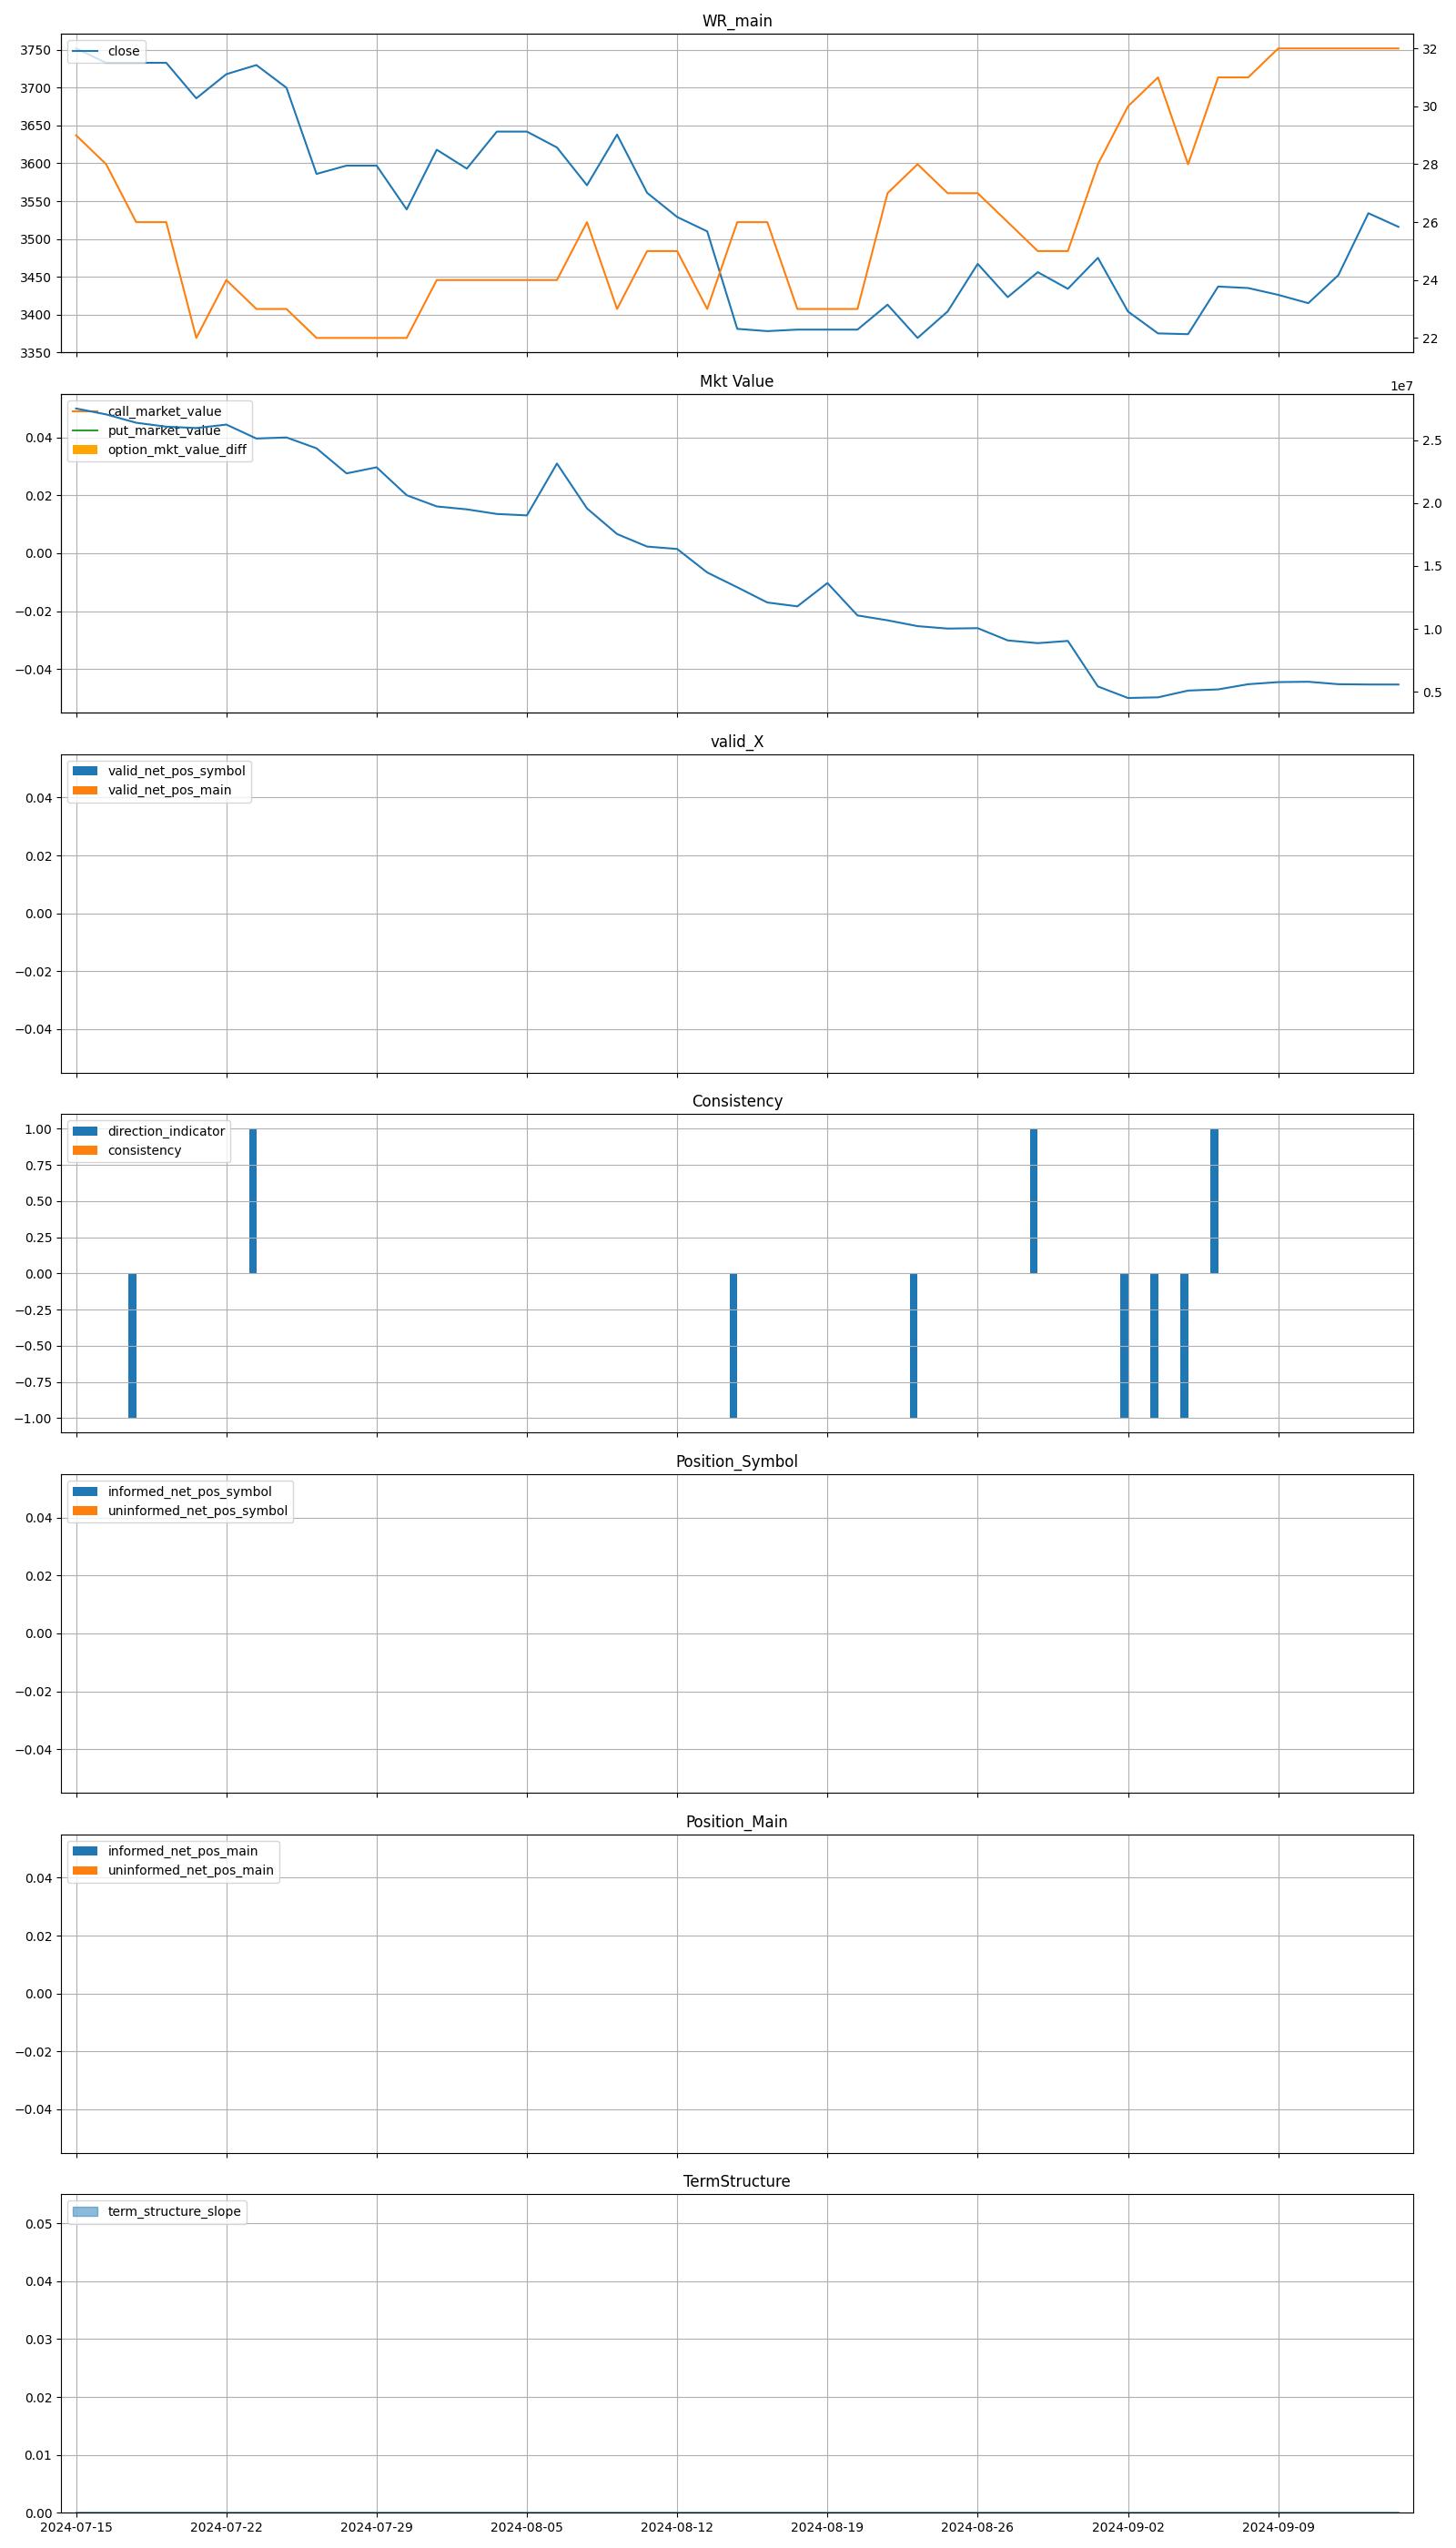 WR_main
close
3750
3700
3650
3600
3550
3500
3450
3400
3350
32
30
28
26
24
22
Mkt Value
1e7
call_market_value
put_market_value
option_mkt_value_diff
0.04
0.02
0.00
−0.02
−0.04
2.5
2.0
1.5
1.0
0.5
valid_X
valid_net_pos_symbol
valid_net_pos_main
0.04
0.02
0.00
−0.02
−0.04
Consistency
direction_indicator
consistency
1.00
0.75
0.50
0.25
0.00
−0.25
−0.50
−0.75
−1.00
Position_Symbol
informed_net_pos_symbol
uninformed_net_pos_symbol
0.04
0.02
0.00
−0.02
−0.04
Position_Main
informed_net_pos_main
uninformed_net_pos_main
0.04
0.02
0.00
−0.02
−0.04
TermStructure
term_structure_slope
0.05
0.04
0.03
0.02
0.01
0.00
2024-07-15 2024-07-22 2024-07-29 2024-08-05 2024-08-12 2024-08-19 2024-08-26 2024-09-02 2024-09-09